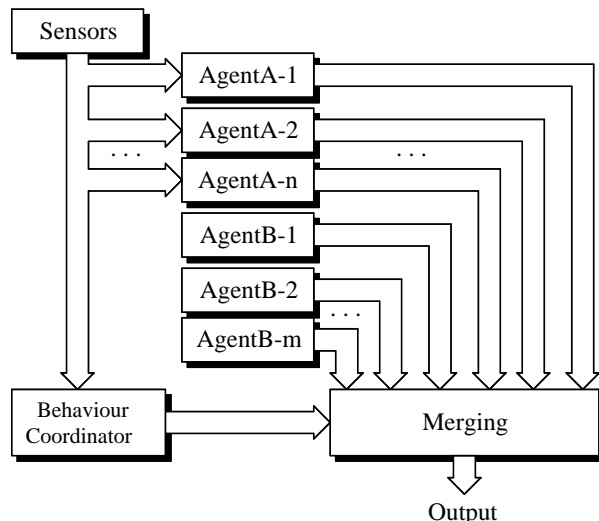 Sensors
AgentA-1
AgentA-2
. . .
. . .
AgentA-n
AgentB-1
AgentB-2
. . .
AgentB-m
Behaviour
Coordinator
Merging
Output